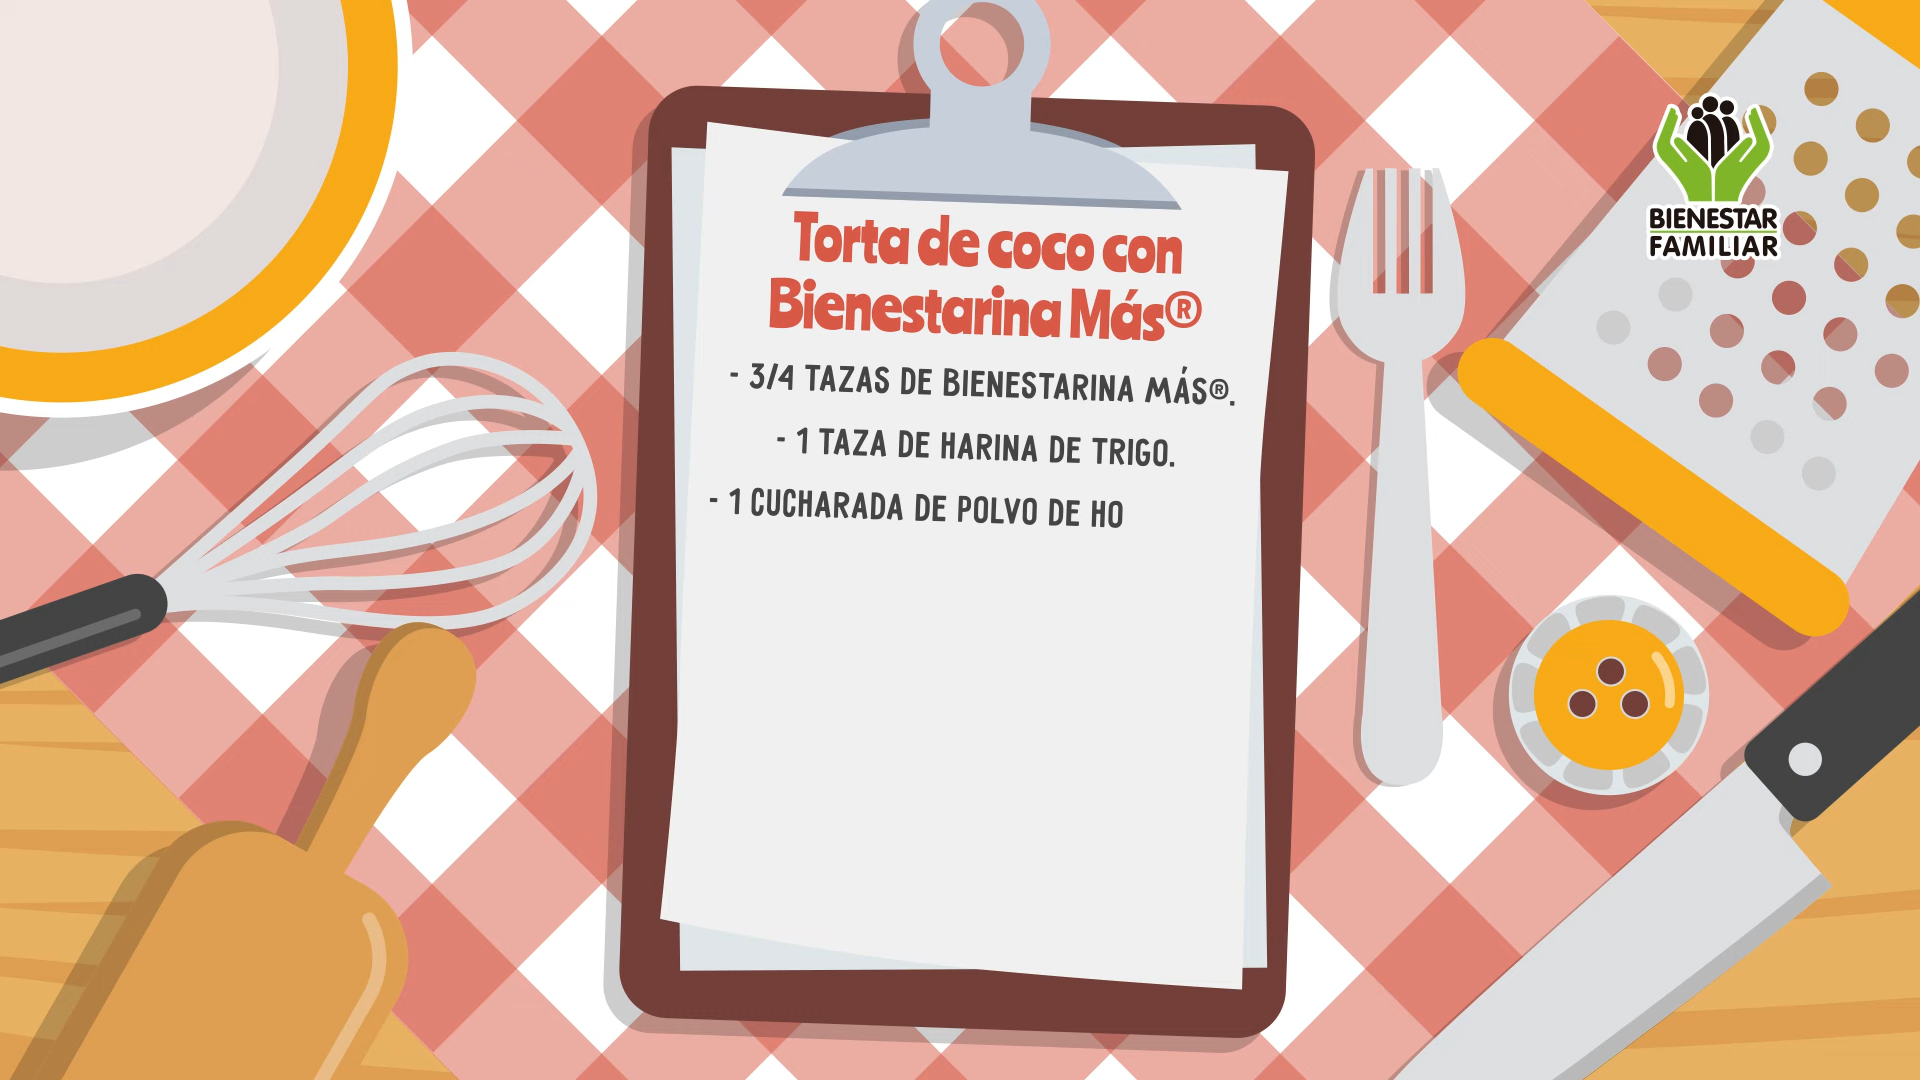 Torta de coco con
Bienestarina Más®
- 3/4 TAZAS DE BIENESTARINA MÁS®.
- 1 TAZA DE HARINA DE TRIGO.
- 1 CUCHARADA DE POLVO DE HO
BIENESTAR
FAMILIAR